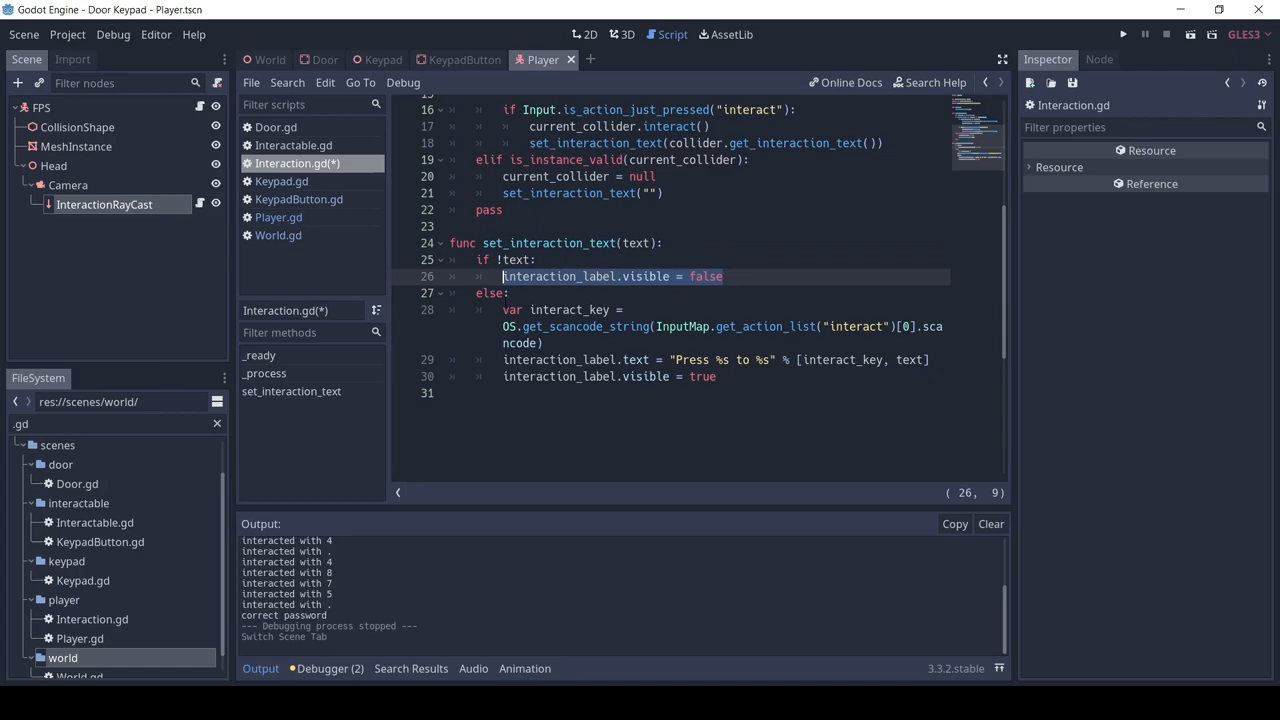 Godot Engine - Door Keypad - Player.tscn
Scene Project Debug Editor Help
2D 3D Script AssetLib
GLES3
Scene Import
Filter nodes
FPS
CollisionShape
MeshInstance
Head
Camera
InteractionRayCast
World Door Keypad KeypadButton Player
File Search Edit Go To Debug
Online Docs Search Help
Filter scripts
Door.gd
Interactable.gd
Interaction.gd(*)
Keypad.gd
KeypadButton.gd
Player.gd
World.gd
Interaction.gd(*)
Filter methods
_ready
_process
set_interaction_text
15
16 if Input.is_action_just_pressed("interact"):
17 current_collider.interact()
18 set_interaction_text(collider.get_interaction_text())
19 elif is_instance_valid(current_collider):
20 current_collider = null
21 set_interaction_text("")
22 pass
23
24 func set_interaction_text(text):
25 if !text:
26 interaction_label.visible = false
27 else:
28 var interact_key =
OS.get_scancode_string(InputMap.get_action_list("interact")[0].sca
ncode)
29 interaction_label.text = "Press %s to %s" % [interact_key, text]
30 interaction_label.visible = true
31
( 26, 9)
Inspector Node
Interaction.gd
Filter properties
Resource
Resource
Reference
FileSystem
res://scenes/world/
.gd
scenes
door
Door.gd
interactable
Interactable.gd
KeypadButton.gd
keypad
Keypad.gd
player
Interaction.gd
Player.gd
world
World.gd
Output:
Copy Clear
interacted with 4
interacted with .
interacted with 4
interacted with 8
interacted with 7
interacted with 5
interacted with .
correct password
--- Debugging process stopped ---
Switch Scene Tab
Output Debugger (2) Search Results Audio Animation
3.3.2.stable